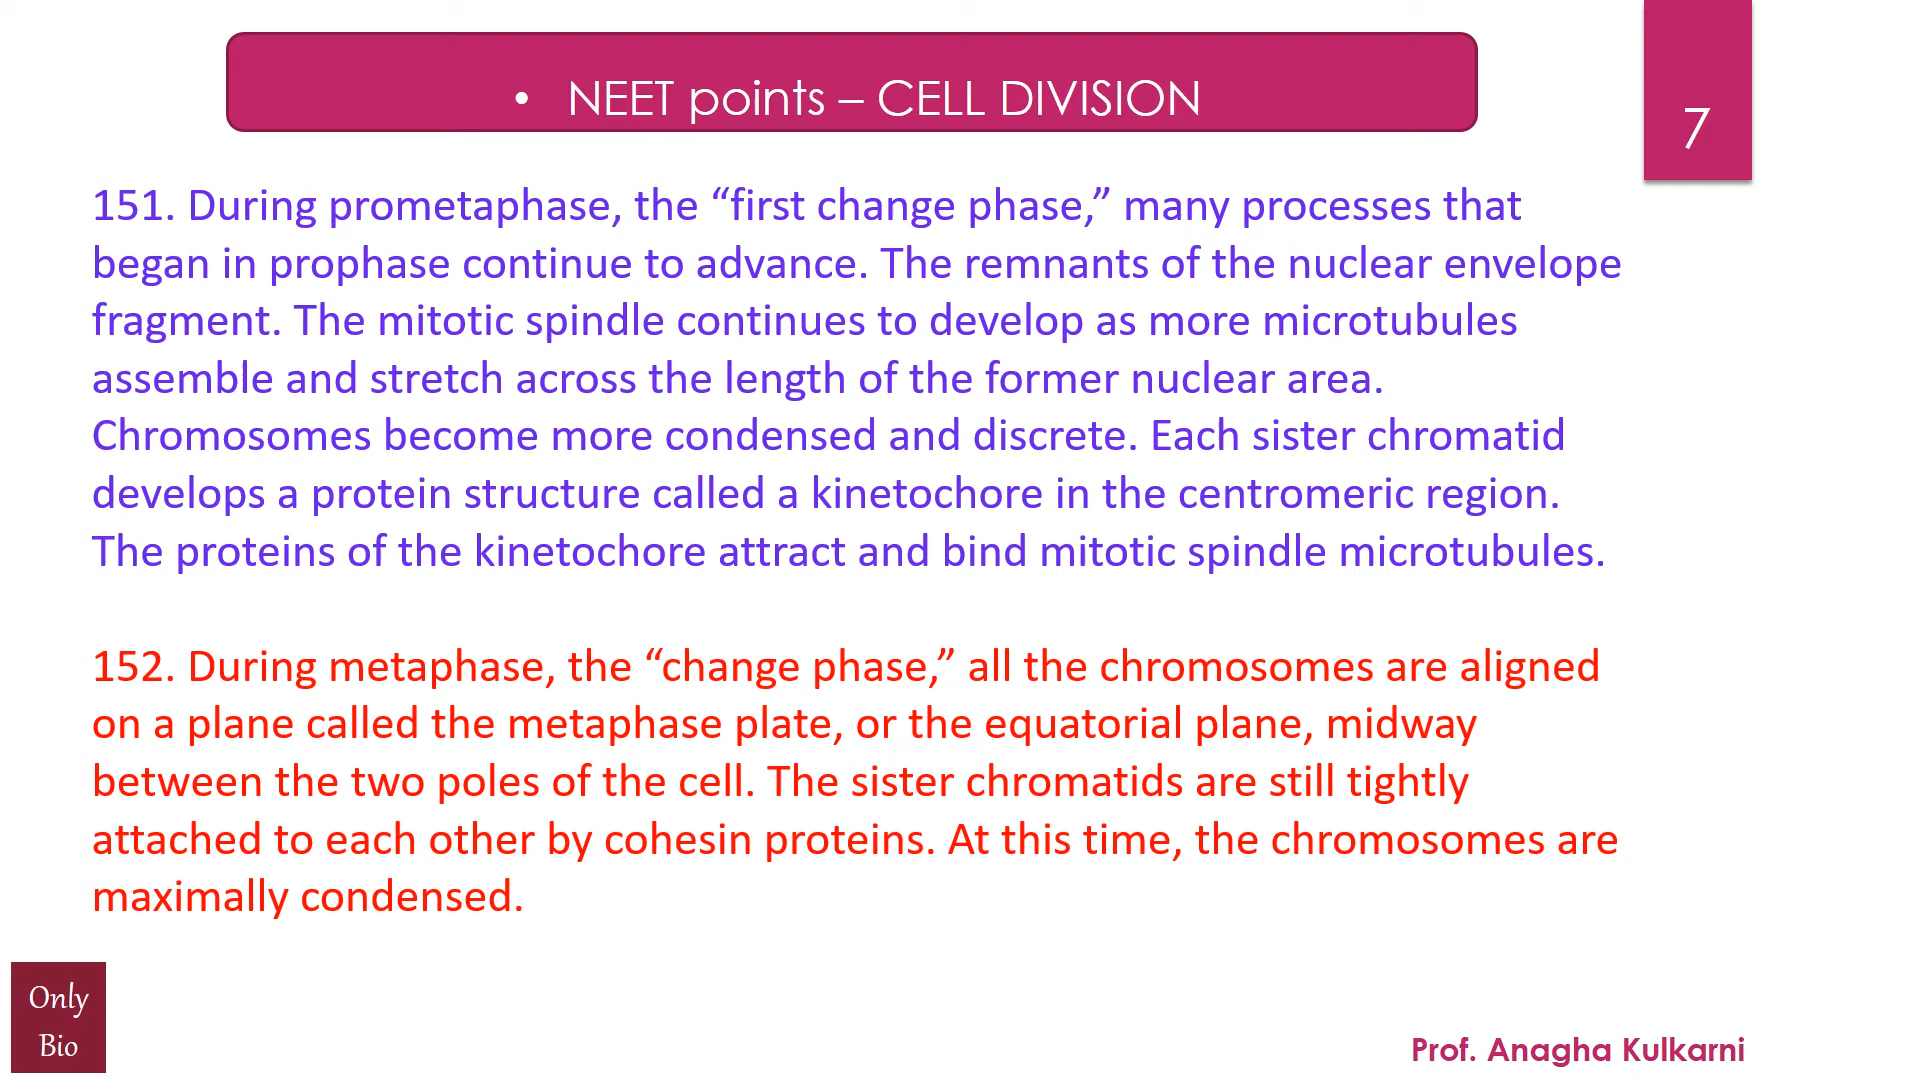 • NEET points – CELL DIVISION
7
151. During prometaphase, the “first change phase,” many processes that
began in prophase continue to advance. The remnants of the nuclear envelope
fragment. The mitotic spindle continues to develop as more microtubules
assemble and stretch across the length of the former nuclear area.
Chromosomes become more condensed and discrete. Each sister chromatid
develops a protein structure called a kinetochore in the centromeric region.
The proteins of the kinetochore attract and bind mitotic spindle microtubules.
152. During metaphase, the “change phase,” all the chromosomes are aligned
on a plane called the metaphase plate, or the equatorial plane, midway
between the two poles of the cell. The sister chromatids are still tightly
attached to each other by cohesin proteins. At this time, the chromosomes are
maximally condensed.
Only
Bio
Prof. Anagha Kulkarni